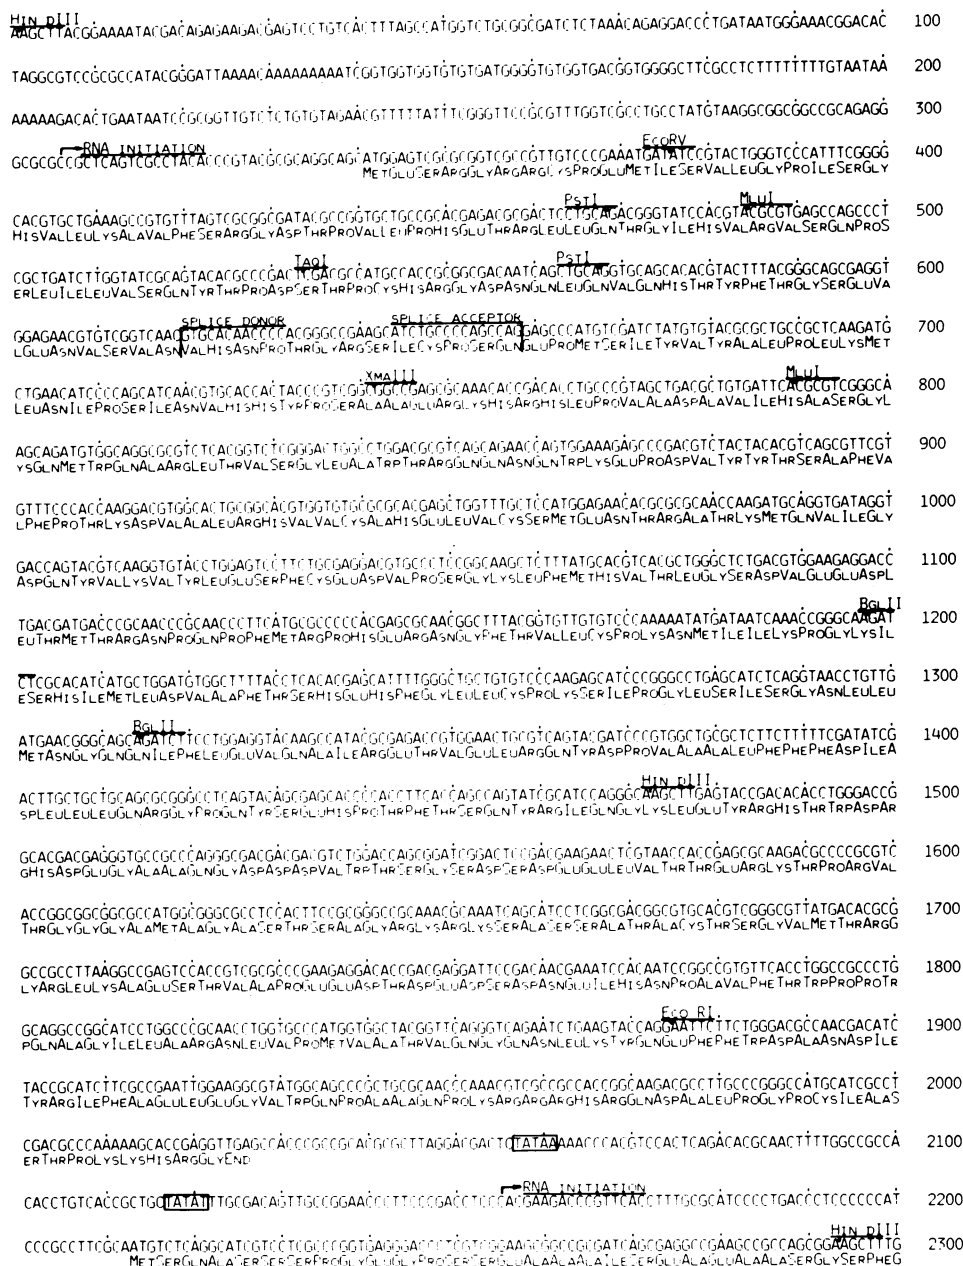 HIN DIII
AAGCTTACGGAAAATACGACAGAGAAGACGAGTCCTGTCACTTTAGCCATGGTCTGCGGCGATCTCTAAACAGAGGACCCTGATAATGGGAAACGGACAC 100
TAGGCGTCCGCGCCATACGGGATTAAAACAAAAAAAAATCGGTGGTGGTGTGTGATGGGGTGTGGTGACGGTGGGGCTTCGCCTCTTTTTTTTGTAATAA 200
AAAAAGACACTGAATAATCCGCGGTTGTCTCTGTGTAGAACGTTTTTATTTCGGGTTCCGCGTTTGGTCGCCTGCCTATGTAAGGCGGCGGCCGCAGAGG 300
RNA INITIATION EcoRV
GCGCGCCGCTCAGTCGCCTACACCCGTACGCGCAGGCAGCATGGAGTCGCGCGGTCGCCGTTGTCCCGAAATGATATCCGTACTGGGTCCCATTTCGGGG 400
METGLUSERARGGLYARGARGCYSPROGLUMETILESERVALLEUGLYPROILESERGLY
PSTI MLUI
CACGTGCTGAAAGCCGTGTTTAGTCGCGGCGATACGCCGGTGCTGCCGCACGAGACGCGACTCCTGCAGACGGGTATCCACGTACGCGTGAGCCAGCCCT 500
HISVALLEULYSALAVALPHESERARGGLYASPTHRPROVALLEUPROHISGLUTHRARGLEULEUGLNTHRGLYILEHISVALARGVALSERGLNPROS
TAQI PSTI
CGCTGATCTTGGTATCGCAGTACACGCCCGACTCGACGCCATGCCACCGCGGCGACAATCAGCTGCAGGTGCAGCACACGTACTTTACGGGCAGCGAGGT 600
ERLEUILELEUVALSERGLNTYRTHRPROASPSERTHRPROCYSHISARGGLYASPASNGLNLEUGLNVALGLNHISTHRTYRPHETHRGLYSERGLUVA
SPLICE DONOR SPLICE ACCEPTOR
GGAGAACGTGTCGGTCAACGTGCACAACCCCACGGGCCGAAGCATCTGCCCCAGCCAGGAGCCCATGTCGATCTATGTGTACGCGCTGCCGCTCAAGATG 700
LGLUASNVALSERVALASNVALHISASNPROTHRGLYARGSERILECYSPROSERGLNGLUPROMETSERILETYRVALTYRALALEUPROLEULYSMET
XMAIII MLUI
CTGAACATCCCCAGCATCAACGTGCACCACTACCCGTCGGCGGCCGAGCGCAAACACCGACACCTGCCCGTAGCTGACGCTGTGATTCACGCGTCGGGCA 800
LEUASNILEPROSERILEASNVALHISHISTYRPROSERALAALAGLUARGLYSHISARGHISLEUPROVALALAASPALAVALILEHISALASERGLYL
AGCAGATGTGGCAGGCGCGTCTCACGGTCTCGGGACTGGCCTGGACGCGTCAGCAGAACCAGTGGAAAGAGCCCGACGTCTACTACACGTCAGCGTTCGT 900
YSGLNMETTRPGLNALAARGLEUTHRVALSERGLYLEUALATRPTHRARGGLNGLNASNGLNTRPLYSGLUPROASPVALTYRTYRTHRSERALAPHEVA
GTTTCCCACCAAGGACGTGGCACTGCGGCACGTGGTGTGCGCGCACGAGCTGGTTTGCTCCATGGAGAACACGCGCGCAACCAAGATGCAGGTGATAGGT 1000
LPHEPROTHRLYSASPVALALALEUARGHISVALVALCYSALAHISGLULEUVALCYSSERMETGLUASNTHRARGALATHRLYSMETGLNVALILEGLY
GACCAGTACGTCAAGGTGTACCTGGAGTCCTTCTGCGAGGACGTGCCCTCCGGCAAGCTCTTTATGCACGTCACGCTGGGCTCTGACGTGGAAGAGGACC 1100
ASPGLNTYRVALLYSVALTYRLEUGLUSERPHECYSGLUASPVALPROSERGLYLYSLEUPHEMETHISVALTHRLEUGLYSERASPVALGLUGLUASPL
BGLII
TGACGATGACCCGCAACCCGCAACCCTTCATGCGCCCCCACGAGCGCAACGGCTTTACGGTGTTGTGTCCCAAAAATATGATAATCAAACCGGGCAAGAT 1200
EUTHRMETTHRARGASNPROGLNPROPHEMETARGPROHISGLUARGASNGLYPHETHRVALLEUCYSPROLYSASNMETILEILELYSPROGLYLYSIL
CTCGCACATCATGCTGGATGTGGCTTTTACCTCACACGAGCATTTTGGGCTGCTGTGTCCCAAGAGCATCCCGGGCCTGAGCATCTCAGGTAACCTGTTG 1300
ESERHISILEMETLEUASPVALALAPHETHRSERHISGLUHISPHEGLYLEULEUCYSPROLYSSERILEPROGLYLEUSERILESERGLYASNLEULEU
BGLII
ATGAACGGGCAGCAGATCTTCCTGGAGGTACAAGCCATACGCGAGACCGTGGAACTGCGTCAGTACGATCCCGTGGCTGCGCTCTTCTTTTTCGATATCG 1400
METASNGLYGLNGLNILEPHELEUGLUVALGLNALAILEARGGLUTHRVALGLULEUARGGLNTYRASPPROVALALAALALEUPHEPHEPHEASPILEA
HIN DIII
ACTTGCTGCTGCAGCGCGGGCCTCAGTACAGCGAGCACCCCACCTTCACCAGCCAGTATCGCATCCAGGGCAAGCTTGAGTACCGACACACCTGGGACCG 1500
SPLEULEULEUGLNARGGLYPROGLNTYRSERGLUHISPROTHRPHETHRSERGLNTYRARGILEGLNGLYLYSLEUGLUTYRARGHISTHRTRPASPAR
GCACGACGAGGGTGCCGCCCAGGGCGACGACGACGTCTGGACCAGCGGATCGGACTCCGACGAAGAACTCGTAACCACCGAGCGCAAGACGCCCCGCGTC 1600
GHISASPGLUGLYALAALAGLNGLYASPASPASPVALTRPTHRSERGLYSERASPSERASPGLUGLULEUVALTHRTHRGLUARGLYSTHRPROARGVAL
ACCGGCGGCGGCGCCATGGCGGGCGCCTCCACTTCCGCGGGCCGCAAACGCAAATCAGCATCCTCGGCGACGGCGTGCACGTCGGGCGTTATGACACGCG 1700
THRGLYGLYGLYALAMETALAGLYALASERTHRSERALAGLYARGLYSARGLYSSERALASERSERALATHRALACYSTHRSERGLYVALMETTHRARGG
GCCGCCTTAAGGCCGAGTCCACCGTCGCGCCCGAAGAGGACACCGACGAGGATTCCGACAACGAAATCCACAATCCGGCCGTGTTCACCTGGCCGCCCTG 1800
LYARGLEULYSALAGLUSERTHRVALALAPROGLUGLUASPTHRASPGLUASPSERASPASNGLUILEHISASNPROALAVALPHETHRTRPPROPROTR
ECO RI
GCAGGCCGGCATCCTGGCCCGCAACCTGGTGCCCATGGTGGCTACGGTTCAGGGTCAGAATCTGAAGTACCAGGAATTCTTCTGGGACGCCAACGACATC 1900
PGLNALAGLYILELEUALAARGASNLEUVALPROMETVALALATHRVALGLNGLYGLNASNLEULYSTYRGLNGLUPHEPHETRPASPALAASNASPILE
TACCGCATCTTCGCCGAATTGGAAGGCGTATGGCAGCCCGCTGCGCAACCCAAACGTCGCCGCCACCGGCAAGACGCCTTGCCCGGGCCATGCATCGCCT 2000
TYRARGILEPHEALAGLULEUGLUGLYVALTRPGLNPROALAALAGLNPROLYSARGARGARGHISARGGLNASPALALEUPROGLYPROCYSILEALAS
CGACGCCCAAAAAGCACCGAGGTTGAGCCACCCGCCGCACGCGCTTAGGACGACTCTATAAAAACCCACGTCCACTCAGACACGCAACTTTTGGCCGCCA 2100
ERTHRPROLYSLYSHISARGGLYEND
RNA INITIATION
CACCTGTCACCGCTGCTATATTTGCGACAGTTGCCGGAACCCTTCCCGACCTCCCACGAAGACCCGTTCACCTTTGCGCATCCCCTGACCCTCCCCCCAT 2200
HIN DIII
CCCGCCTTCGCAATGTCTCAGGCATCGTCCTCGCCCGGTGAGGGACCCTCGTCGGAAGCGGCCGCGATCAGCGAGGCCGAAGCCGCCAGCGGAAGCTTTG 2300
METSERGLNALASERSERSERPROGLYGLUGLYPROSERSERGLUALAALAALAILESERGLUALAGLUALAALASERGLYSERPHEG